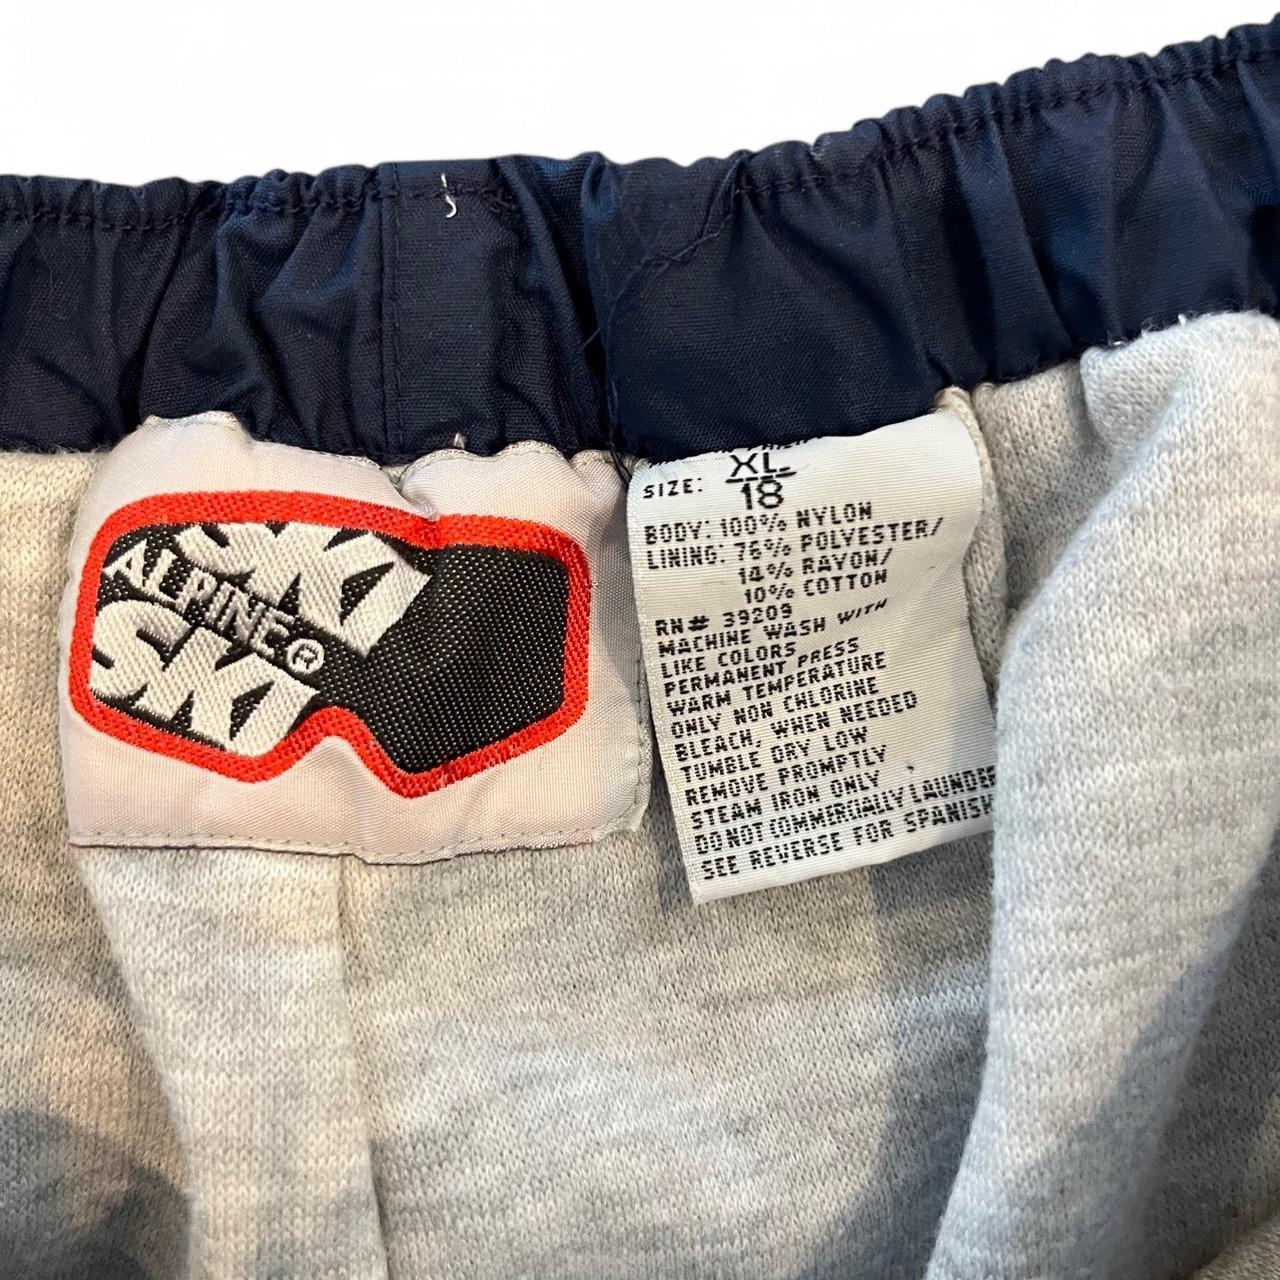 SKI
ALPINE®
SKI
XL
SIZE: 18
BODY: 100% NYLON
LINING: 76% POLYESTER/
14% RAYON/
10% COTTON
RN# 39209
MACHINE WASH WITH
LIKE COLORS
PERMANENT PRESS
WARM TEMPERATURE
ONLY NON CHLORINE
BLEACH, WHEN NEEDED
TUMBLE DRY LOW
REMOVE PROMPTLY
STEAM IRON ONLY
DO NOT COMMERCIALLY LAUNDER
SEE REVERSE FOR SPANISH